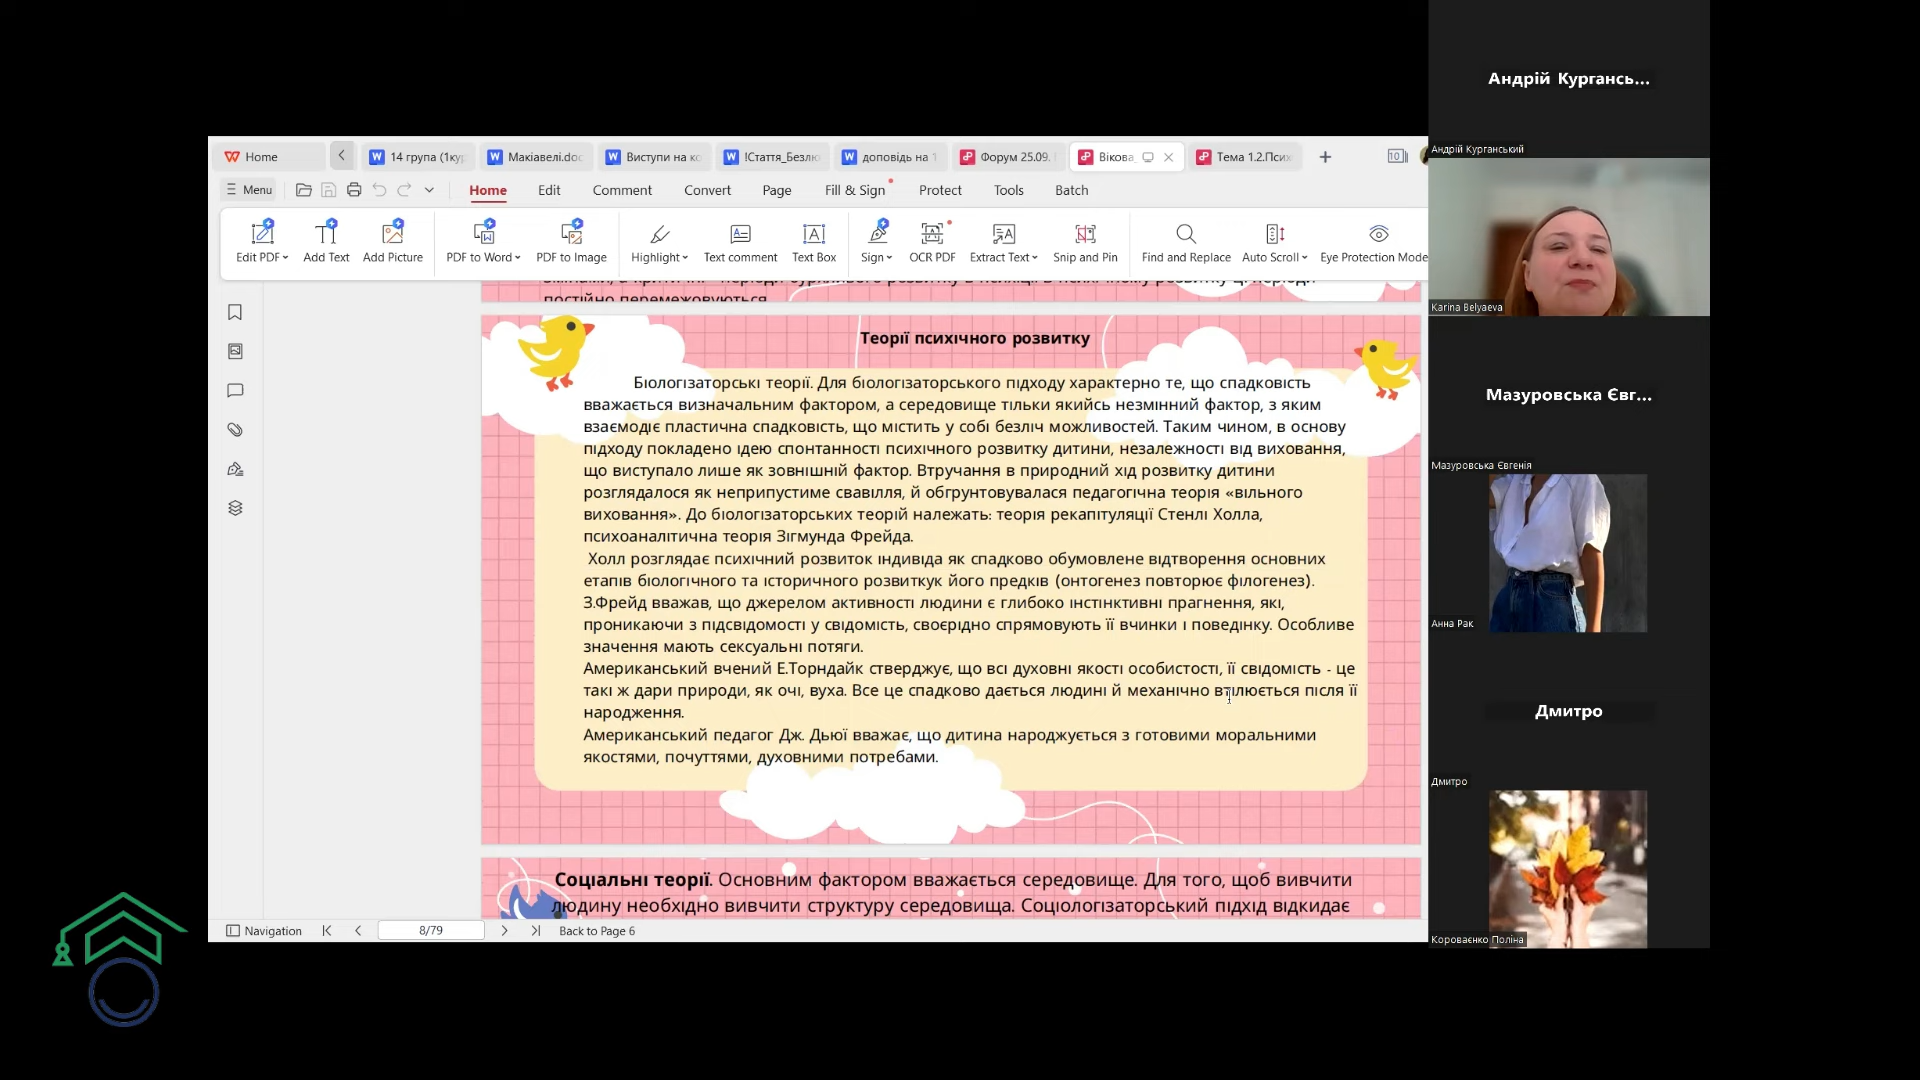 Home
14 група (1кур
Макіавелі.doc
Виступи на ко
!Стаття_Безлю
доповідь на 1
Форум 25.09.
Вікова
Тема 1.2.Псих
Menu
Home
Edit
Comment
Convert
Page
Fill & Sign
Protect
Tools
Batch
Edit PDF
Add Text
Add Picture
PDF to Word
PDF to Image
Highlight
Text comment
Text Box
Sign
OCR PDF
Extract Text
Snip and Pin
Find and Replace
Auto Scroll
Eye Protection Mode
постійно перемежовуються.
Теорії психічного розвитку
Біологізаторські теорії. Для біологізаторського підходу характерно те, що спадковість
вважається визначальним фактором, а середовище тільки якийсь незмінний фактор, з яким
взаємодіє пластична спадковість, що містить у собі безліч можливостей. Таким чином, в основу
підходу покладено ідею спонтанності психічного розвитку дитини, незалежності від виховання,
що виступало лише як зовнішній фактор. Втручання в природний хід розвитку дитини
розглядалося як неприпустиме свавілля, й обгрунтовувалася педагогічна теорія «вільного
виховання». До біологізаторських теорій належать: теорія рекапітуляції Стенлі Холла,
психоаналітична теорія Зігмунда Фрейда.
Холл розглядає психічний розвиток індивіда як спадково обумовлене відтворення основних
етапів біологічного та історичного розвиткук його предків (онтогенез повторює філогенез).
З.Фрейд вважав, що джерелом активності людини є глибоко інстінктивні прагнення, які,
проникаючи з підсвідомості у свідомість, своєрідно спрямовують її вчинки і поведінку. Особливе
значення мають сексуальні потяги.
Американський вчений Е.Торндайк стверджує, що всі духовні якості особистості, її свідомість - це
такі ж дари природи, як очі, вуха. Все це спадково дається людині й механічно втілюється після її
народження.
Американський педагог Дж. Дьюї вважає, що дитина народжується з готовими моральними
якостями, почуттями, духовними потребами.
Соціальні теорії. Основним фактором вважається середовище. Для того, щоб вивчити
людину необхідно вивчити структуру середовища. Соціологізаторський підхід відкидає
Navigation
8/79
Back to Page 6
АндрійУргансь...
Андрій Курганський
Karina Belyaeva
Мазуровська Євг...
Мазуровська Євгенія
Анна Рак
Дмитро
Дмитро
Короваєнко Поліна